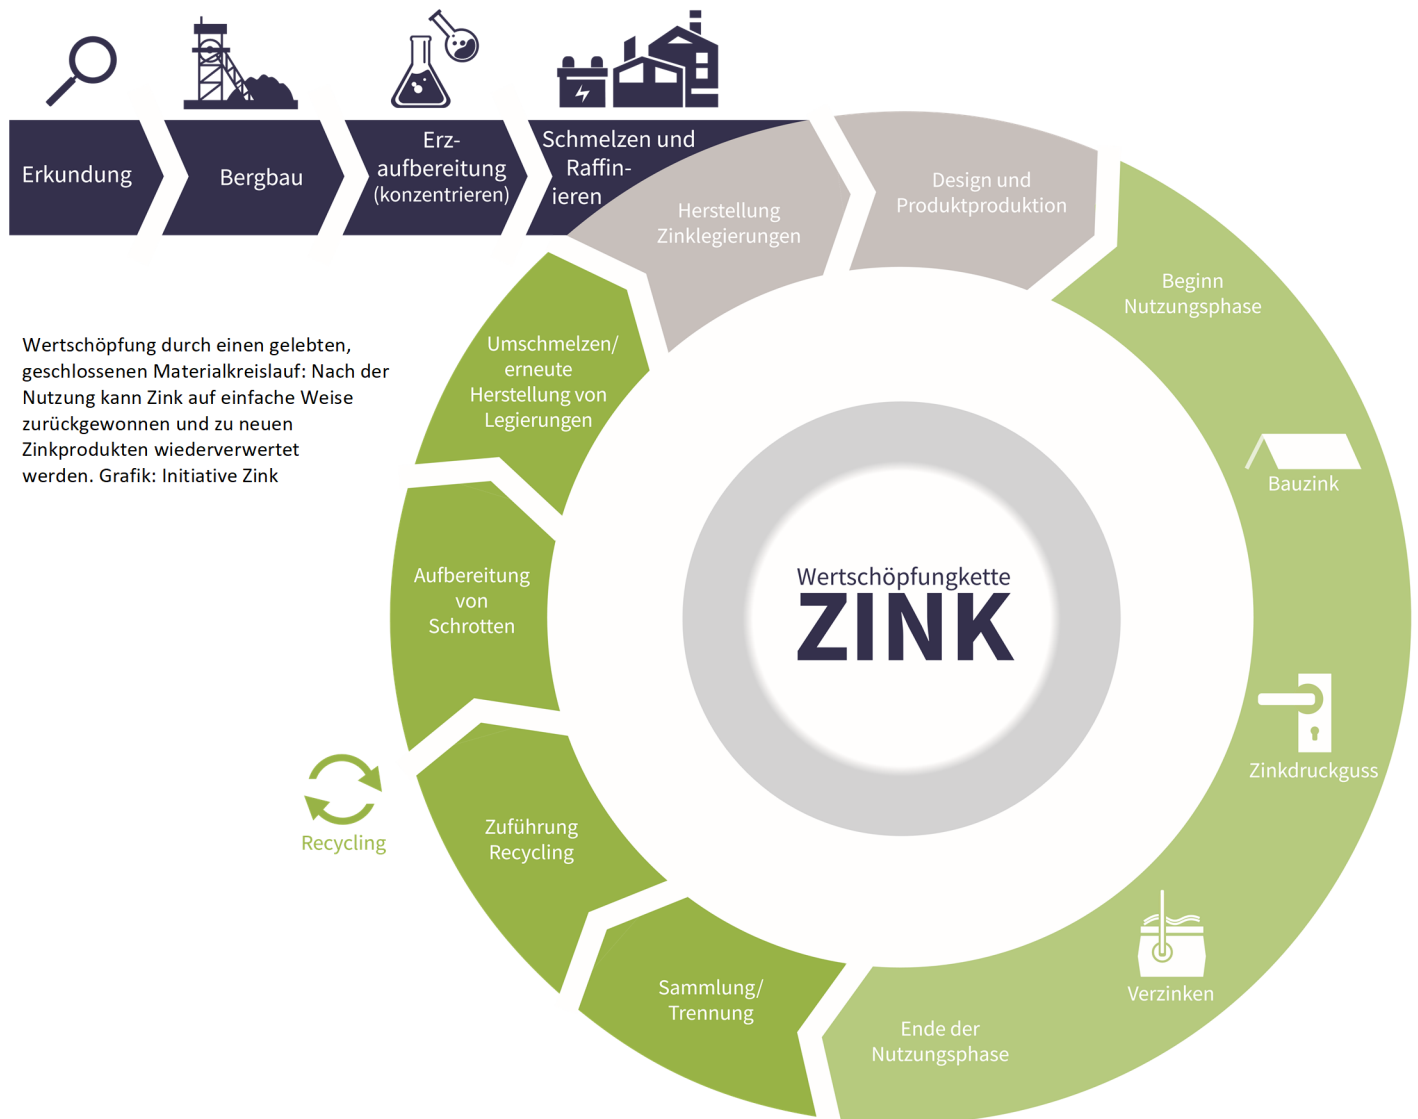 Erkundung
Bergbau
Erz-
aufbereitung
(konzentrieren)
Schmelzen und
Raffin-
ieren
Herstellung
Zinklegierungen
Design und
Produktproduktion
Beginn
Nutzungsphase
Bauzink
Zinkdruckguss
Verzinken
Ende der
Nutzungsphase
Sammlung/
Trennung
Zuführung
Recycling
Recycling
Aufbereitung
von
Schrotten
Umschmelzen/
erneute
Herstellung von
Legierungen
Wertschöpfung durch einen gelebten,
geschlossenen Materialkreislauf: Nach der
Nutzung kann Zink auf einfache Weise
zurückgewonnen und zu neuen
Zinkprodukten wiederverwertet
werden. Grafik: Initiative Zink
Wertschöpfungkette
ZINK